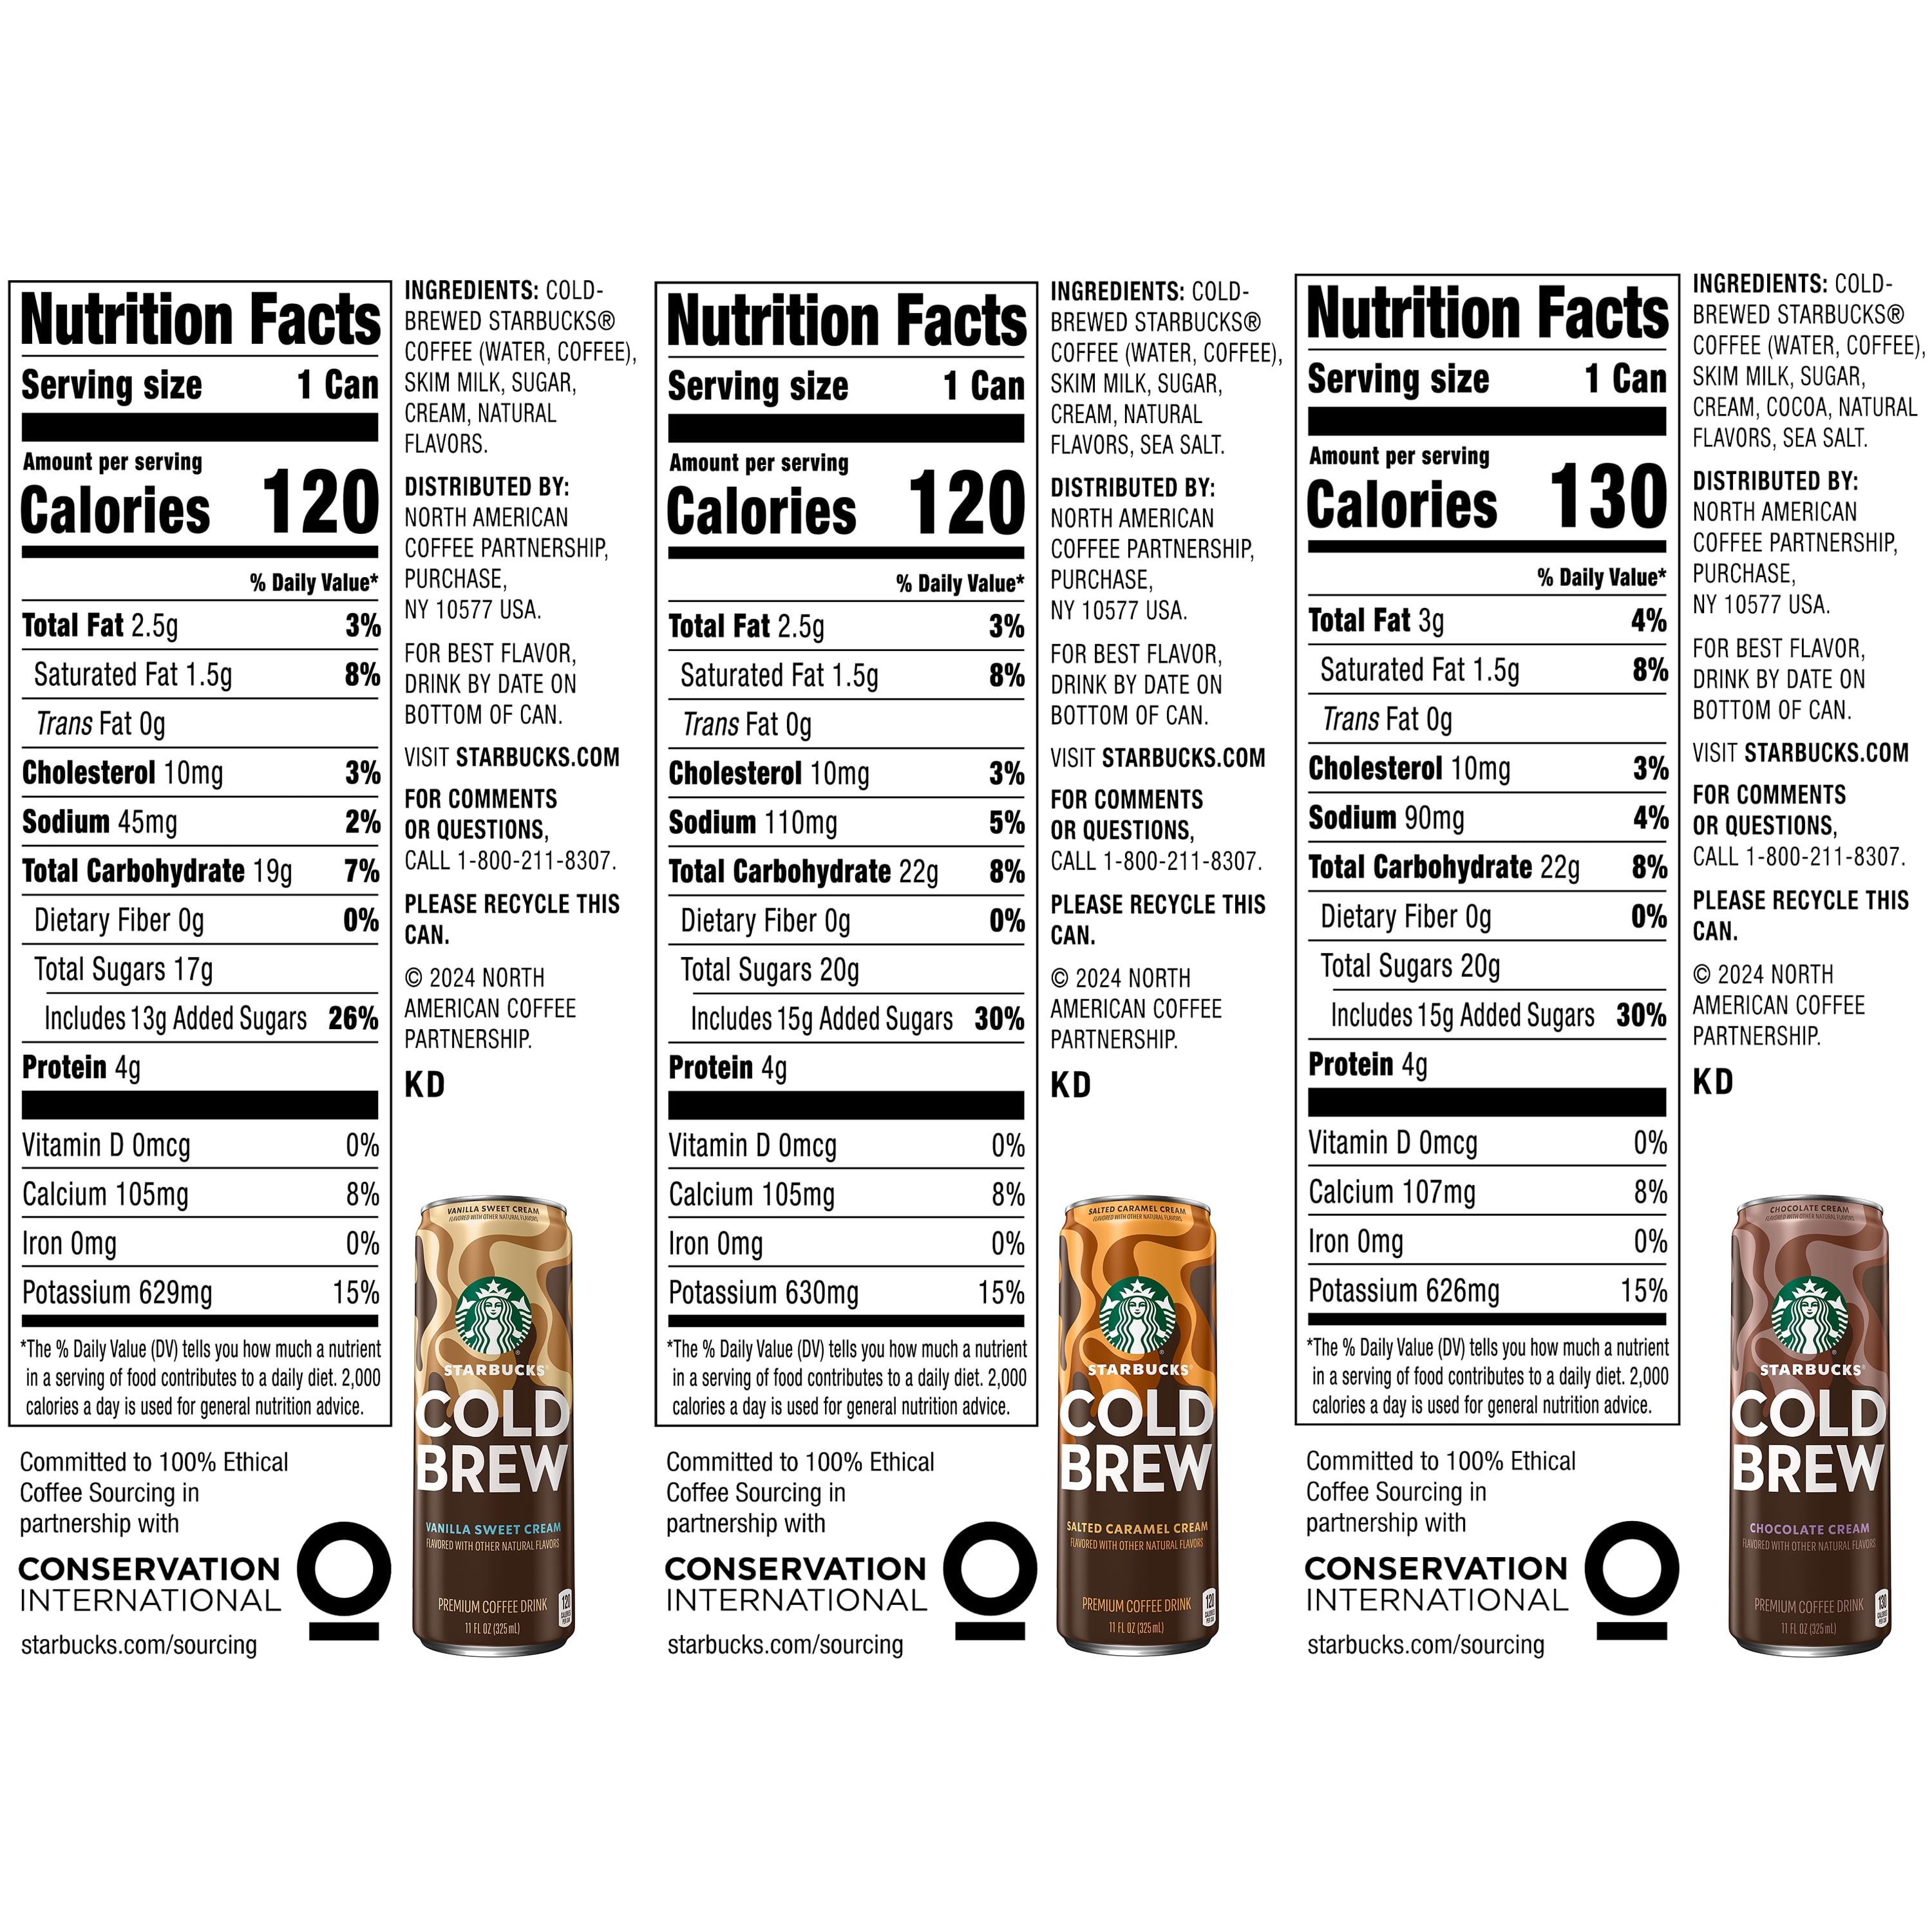 Nutrition Facts
Serving size 1 Can
Amount per serving
Calories 120
% Daily Value*
Total Fat 2.5g 3%
Saturated Fat 1.5g 8%
Trans Fat 0g
Cholesterol 10mg 3%
Sodium 45mg 2%
Total Carbohydrate 19g 7%
Dietary Fiber 0g 0%
Total Sugars 17g
Includes 13g Added Sugars 26%
Protein 4g
Vitamin D 0mcg 0%
Calcium 105mg 8%
Iron 0mg 0%
Potassium 629mg 15%
*The % Daily Value (DV) tells you how much a nutrient
in a serving of food contributes to a daily diet. 2,000
calories a day is used for general nutrition advice.
Committed to 100% Ethical
Coffee Sourcing in
partnership with
CONSERVATION
INTERNATIONAL
starbucks.com/sourcing
INGREDIENTS: COLD-
BREWED STARBUCKS®
COFFEE (WATER, COFFEE),
SKIM MILK, SUGAR,
CREAM, NATURAL
FLAVORS.
DISTRIBUTED BY:
NORTH AMERICAN
COFFEE PARTNERSHIP,
PURCHASE,
NY 10577 USA.
FOR BEST FLAVOR,
DRINK BY DATE ON
BOTTOM OF CAN.
VISIT STARBUCKS.COM
FOR COMMENTS
OR QUESTIONS,
CALL 1-800-211-8307.
PLEASE RECYCLE THIS
CAN.
© 2024 NORTH
AMERICAN COFFEE
PARTNERSHIP.
KD
VANILLA SWEET CREAM
FLAVORED WITH OTHER NATURAL FLAVORS
STARBUCKS®
COLD
BREW
VANILLA SWEET CREAM
FLAVORED WITH OTHER NATURAL FLAVORS
PREMIUM COFFEE DRINK
120
CALORIES
PER CAN
11 FL OZ (325 mL)
Nutrition Facts
Serving size 1 Can
Amount per serving
Calories 120
% Daily Value*
Total Fat 2.5g 3%
Saturated Fat 1.5g 8%
Trans Fat 0g
Cholesterol 10mg 3%
Sodium 110mg 5%
Total Carbohydrate 22g 8%
Dietary Fiber 0g 0%
Total Sugars 20g
Includes 15g Added Sugars 30%
Protein 4g
Vitamin D 0mcg 0%
Calcium 105mg 8%
Iron 0mg 0%
Potassium 630mg 15%
*The % Daily Value (DV) tells you how much a nutrient
in a serving of food contributes to a daily diet. 2,000
calories a day is used for general nutrition advice.
Committed to 100% Ethical
Coffee Sourcing in
partnership with
CONSERVATION
INTERNATIONAL
starbucks.com/sourcing
INGREDIENTS: COLD-
BREWED STARBUCKS®
COFFEE (WATER, COFFEE),
SKIM MILK, SUGAR,
CREAM, NATURAL
FLAVORS, SEA SALT.
DISTRIBUTED BY:
NORTH AMERICAN
COFFEE PARTNERSHIP,
PURCHASE,
NY 10577 USA.
FOR BEST FLAVOR,
DRINK BY DATE ON
BOTTOM OF CAN.
VISIT STARBUCKS.COM
FOR COMMENTS
OR QUESTIONS,
CALL 1-800-211-8307.
PLEASE RECYCLE THIS
CAN.
© 2024 NORTH
AMERICAN COFFEE
PARTNERSHIP.
KD
SALTED CARAMEL CREAM
FLAVORED WITH OTHER NATURAL FLAVORS
STARBUCKS®
COLD
BREW
SALTED CARAMEL CREAM
FLAVORED WITH OTHER NATURAL FLAVORS
PREMIUM COFFEE DRINK
120
CALORIES
PER CAN
11 FL OZ (325 mL)
Nutrition Facts
Serving size 1 Can
Amount per serving
Calories 130
% Daily Value*
Total Fat 3g 4%
Saturated Fat 1.5g 8%
Trans Fat 0g
Cholesterol 10mg 3%
Sodium 90mg 4%
Total Carbohydrate 22g 8%
Dietary Fiber 0g 0%
Total Sugars 20g
Includes 15g Added Sugars 30%
Protein 4g
Vitamin D 0mcg 0%
Calcium 107mg 8%
Iron 0mg 0%
Potassium 626mg 15%
*The % Daily Value (DV) tells you how much a nutrient
in a serving of food contributes to a daily diet. 2,000
calories a day is used for general nutrition advice.
Committed to 100% Ethical
Coffee Sourcing in
partnership with
CONSERVATION
INTERNATIONAL
starbucks.com/sourcing
INGREDIENTS: COLD-
BREWED STARBUCKS®
COFFEE (WATER, COFFEE),
SKIM MILK, SUGAR,
CREAM, COCOA, NATURAL
FLAVORS, SEA SALT.
DISTRIBUTED BY:
NORTH AMERICAN
COFFEE PARTNERSHIP,
PURCHASE,
NY 10577 USA.
FOR BEST FLAVOR,
DRINK BY DATE ON
BOTTOM OF CAN.
VISIT STARBUCKS.COM
FOR COMMENTS
OR QUESTIONS,
CALL 1-800-211-8307.
PLEASE RECYCLE THIS
CAN.
© 2024 NORTH
AMERICAN COFFEE
PARTNERSHIP.
KD
CHOCOLATE CREAM
FLAVORED WITH OTHER NATURAL FLAVORS
STARBUCKS®
COLD
BREW
CHOCOLATE CREAM
FLAVORED WITH OTHER NATURAL FLAVORS
PREMIUM COFFEE DRINK
130
CALORIES
PER CAN
11 FL OZ (325 mL)